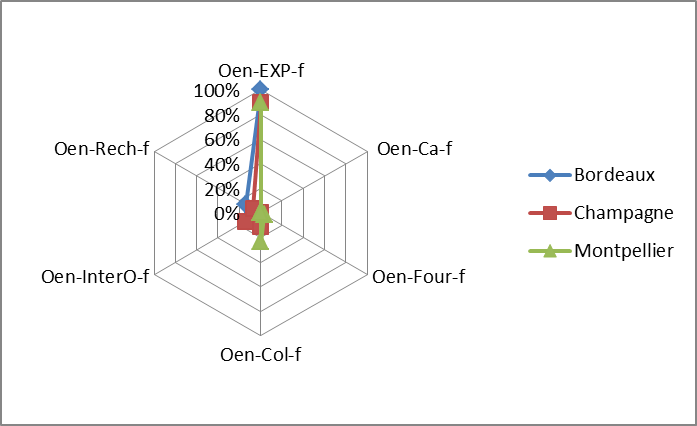 Oen-EXP-f
100%
80%
60%
40%
20%
0%
Oen-Rech-f
Oen-Ca-f
Oen-InterO-f
Oen-Four-f
Oen-Col-f
Bordeaux
Champagne
Montpellier